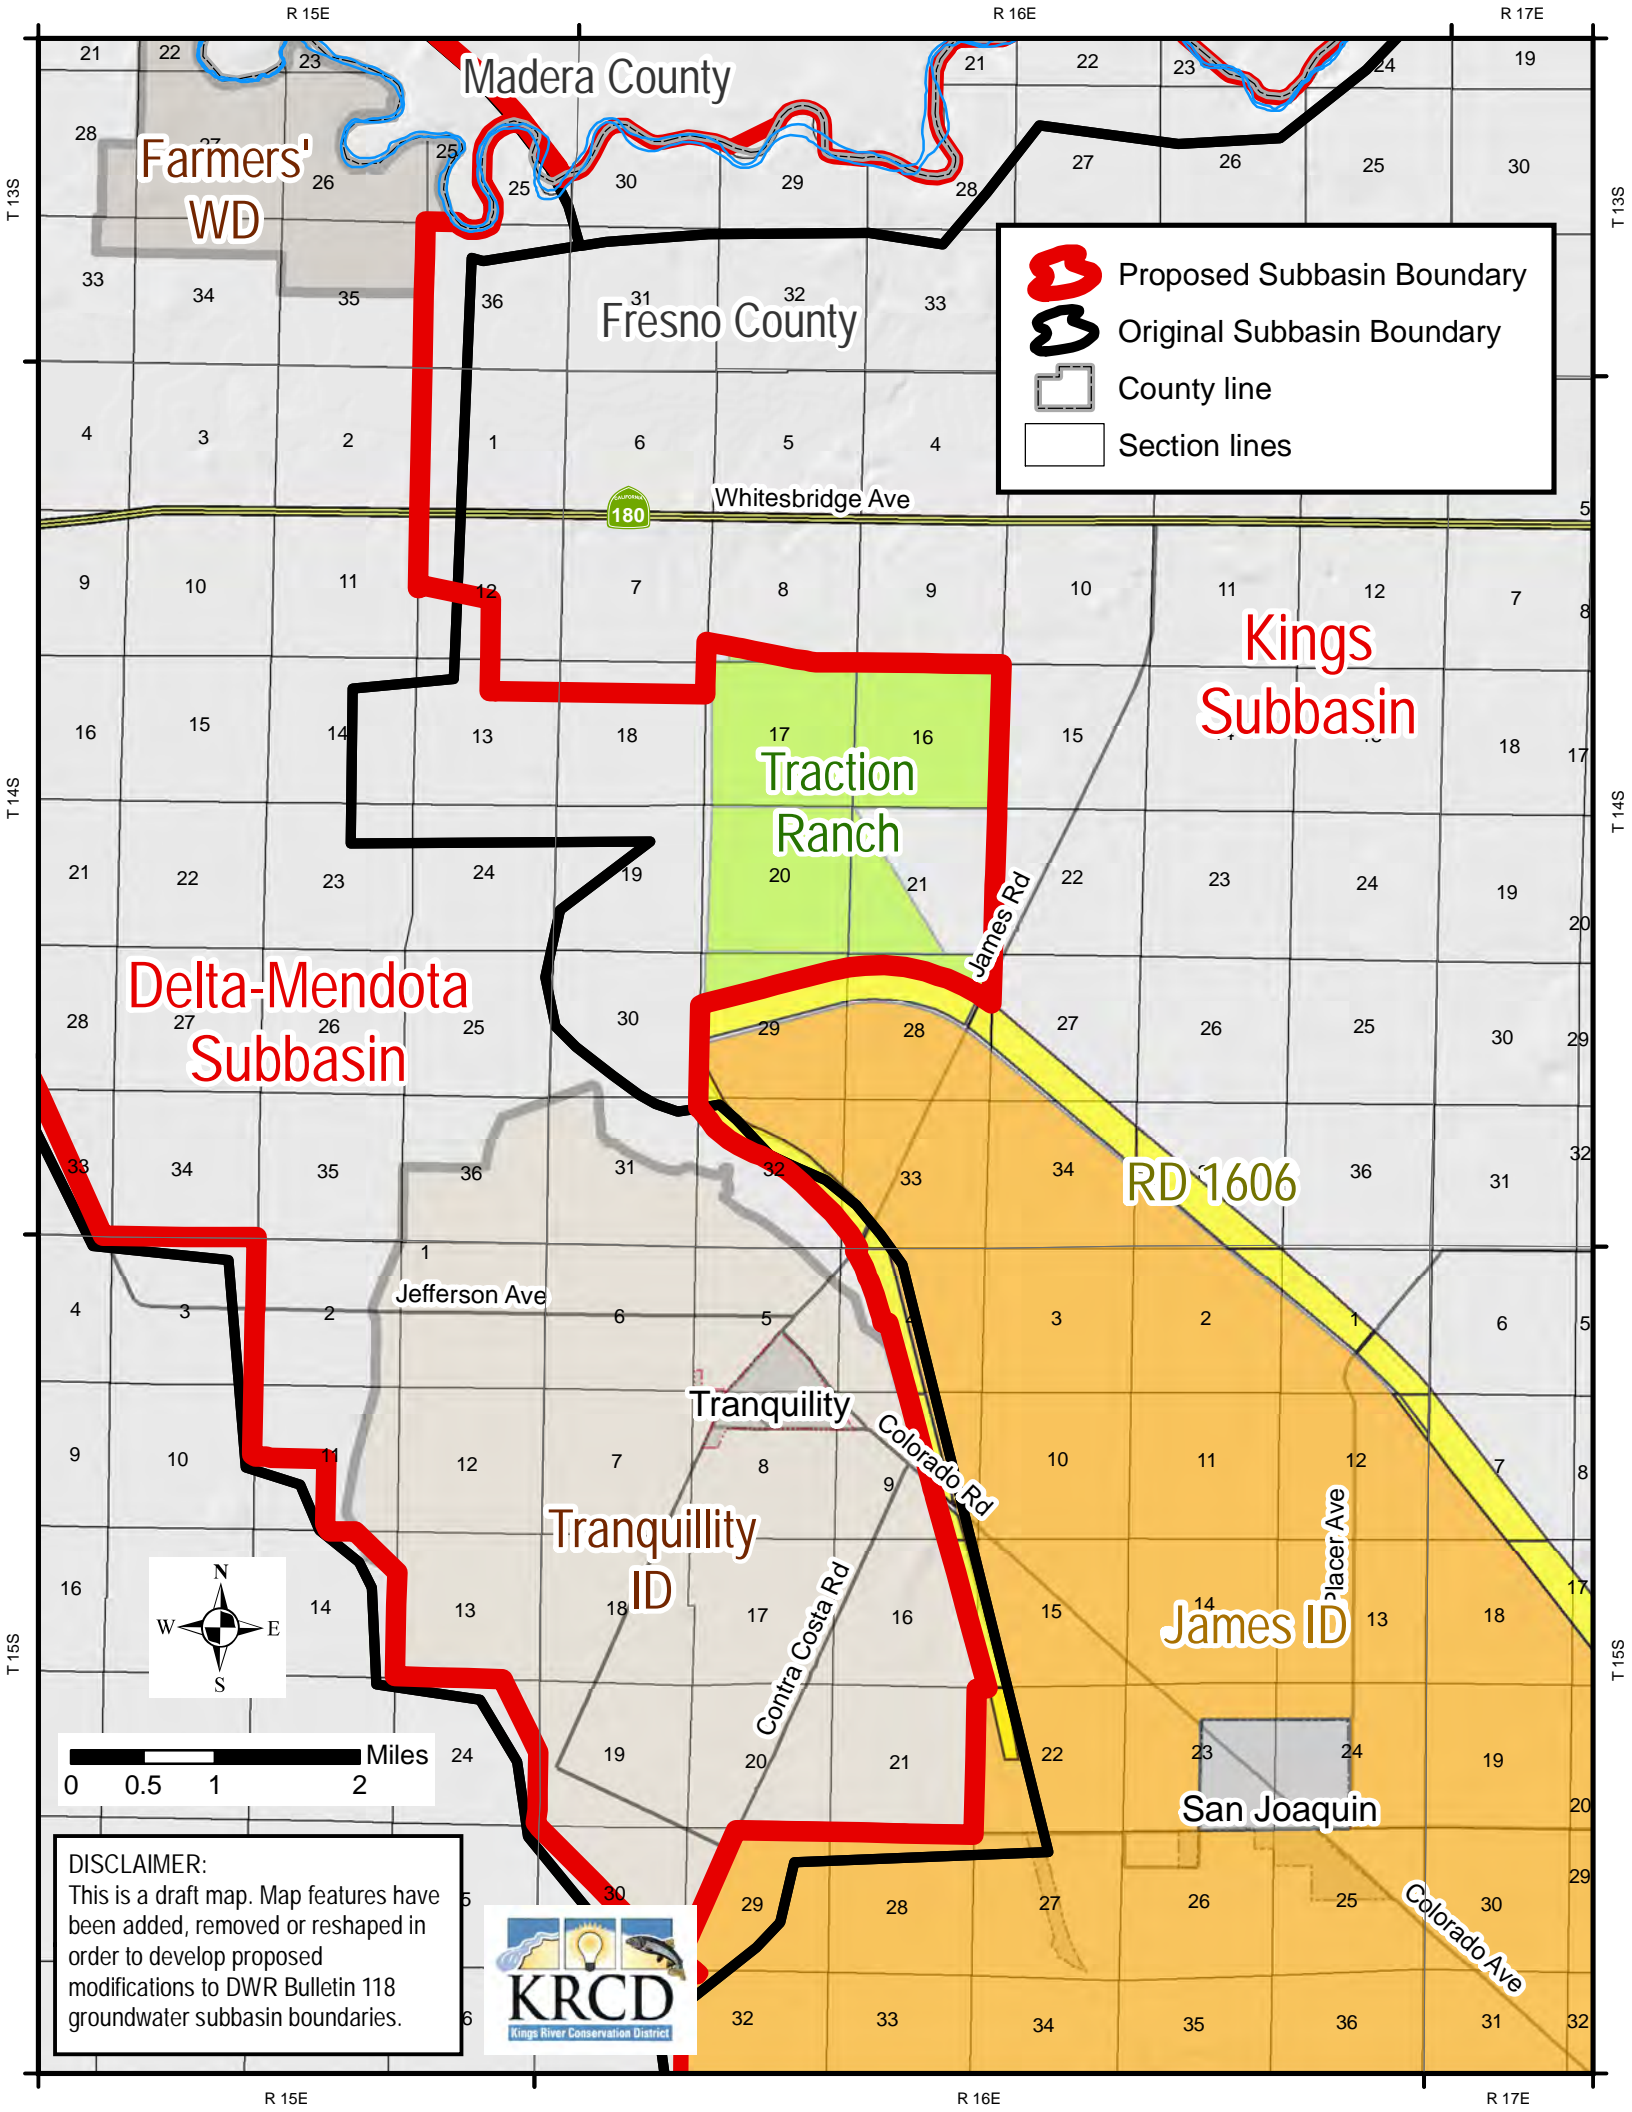 R 15E
R 16E
R 17E
21
22
23
21
22
23
24
19
Madera County
28
27
26
25
25
30
29
28
27
26
25
30
Farmers'
WD
T 13S
T 13S
33
34
35
36
31
32
33
Fresno County
Proposed Subbasin Boundary
Original Subbasin Boundary
County line
Section lines
4
3
2
1
6
5
4
5
Whitesbridge Ave
CALIFORNIA
180
9
10
11
12
7
8
9
10
11
12
7
8
Kings
Subbasin
16
15
14
13
18
17
16
15
18
17
Traction
Ranch
T 14S
T 14S
21
22
23
24
19
20
21
22
23
24
19
20
James Rd
Delta-Mendota
Subbasin
28
27
26
25
30
29
28
27
26
25
30
29
33
34
35
36
31
32
33
34
36
31
32
RD 1606
1
4
3
2
6
5
4
3
2
1
6
5
Jefferson Ave
Tranquility
Colorado Rd
9
10
11
12
7
8
9
10
11
12
7
8
Placer Ave
Tranquillity
ID
16
14
13
18
17
16
15
14
13
18
17
James ID
Contra Costa Rd
N
W
E
S
T 15S
T 15S
24
19
20
21
22
23
24
19
20
San Joaquin
Miles
0
0.5
1
2
5
30
29
28
27
26
25
30
29
Colorado Ave
DISCLAIMER:
This is a draft map. Map features have
been added, removed or reshaped in
order to develop proposed
modifications to DWR Bulletin 118
groundwater subbasin boundaries.
6
KRCD
Kings River Conservation District
32
33
34
35
36
31
32
R 15E
R 16E
R 17E